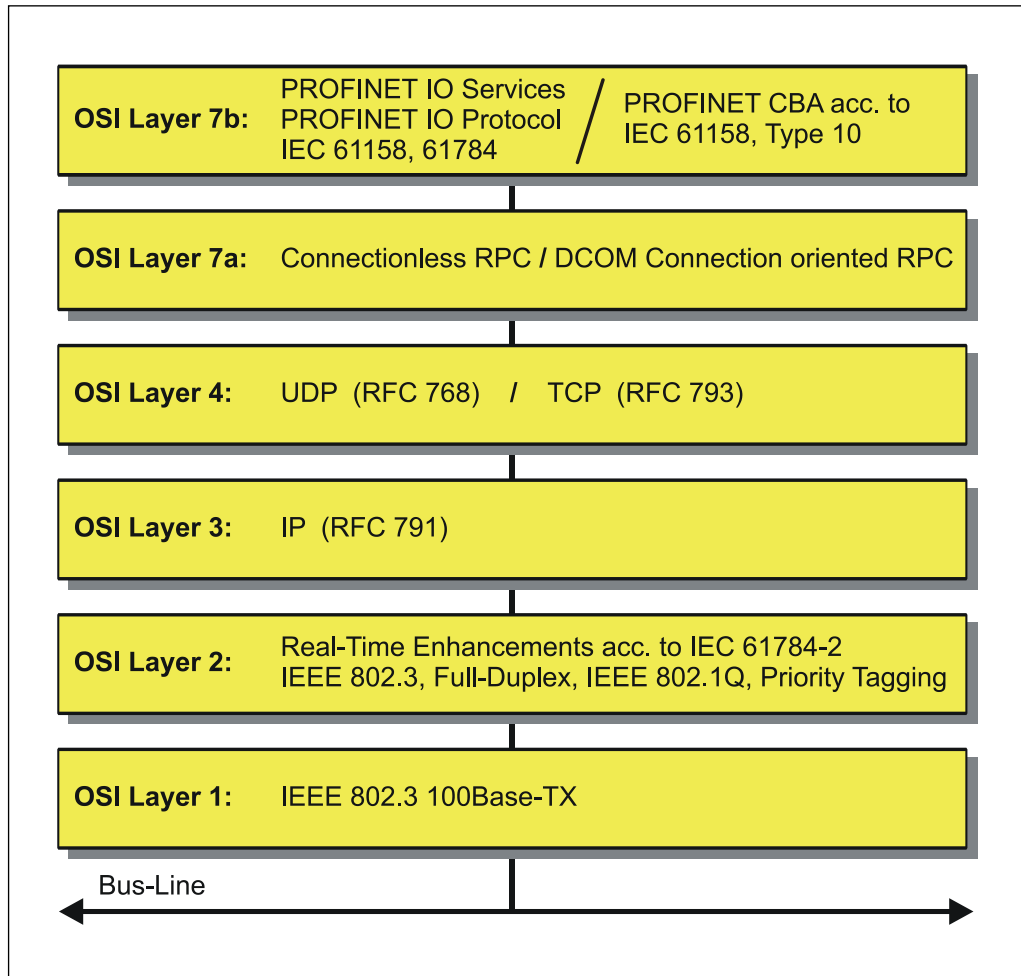 OSI Layer 7b:
PROFINET IO Services
PROFINET IO Protocol
IEC 61158, 61784
/
PROFINET CBA acc. to
IEC 61158, Type 10
OSI Layer 7a: Connectionless RPC / DCOM Connection oriented RPC
OSI Layer 4: UDP (RFC 768) / TCP (RFC 793)
OSI Layer 3: IP (RFC 791)
OSI Layer 2:
Real-Time Enhancements acc. to IEC 61784-2
IEEE 802.3, Full-Duplex, IEEE 802.1Q, Priority Tagging
OSI Layer 1: IEEE 802.3 100Base-TX
Bus-Line